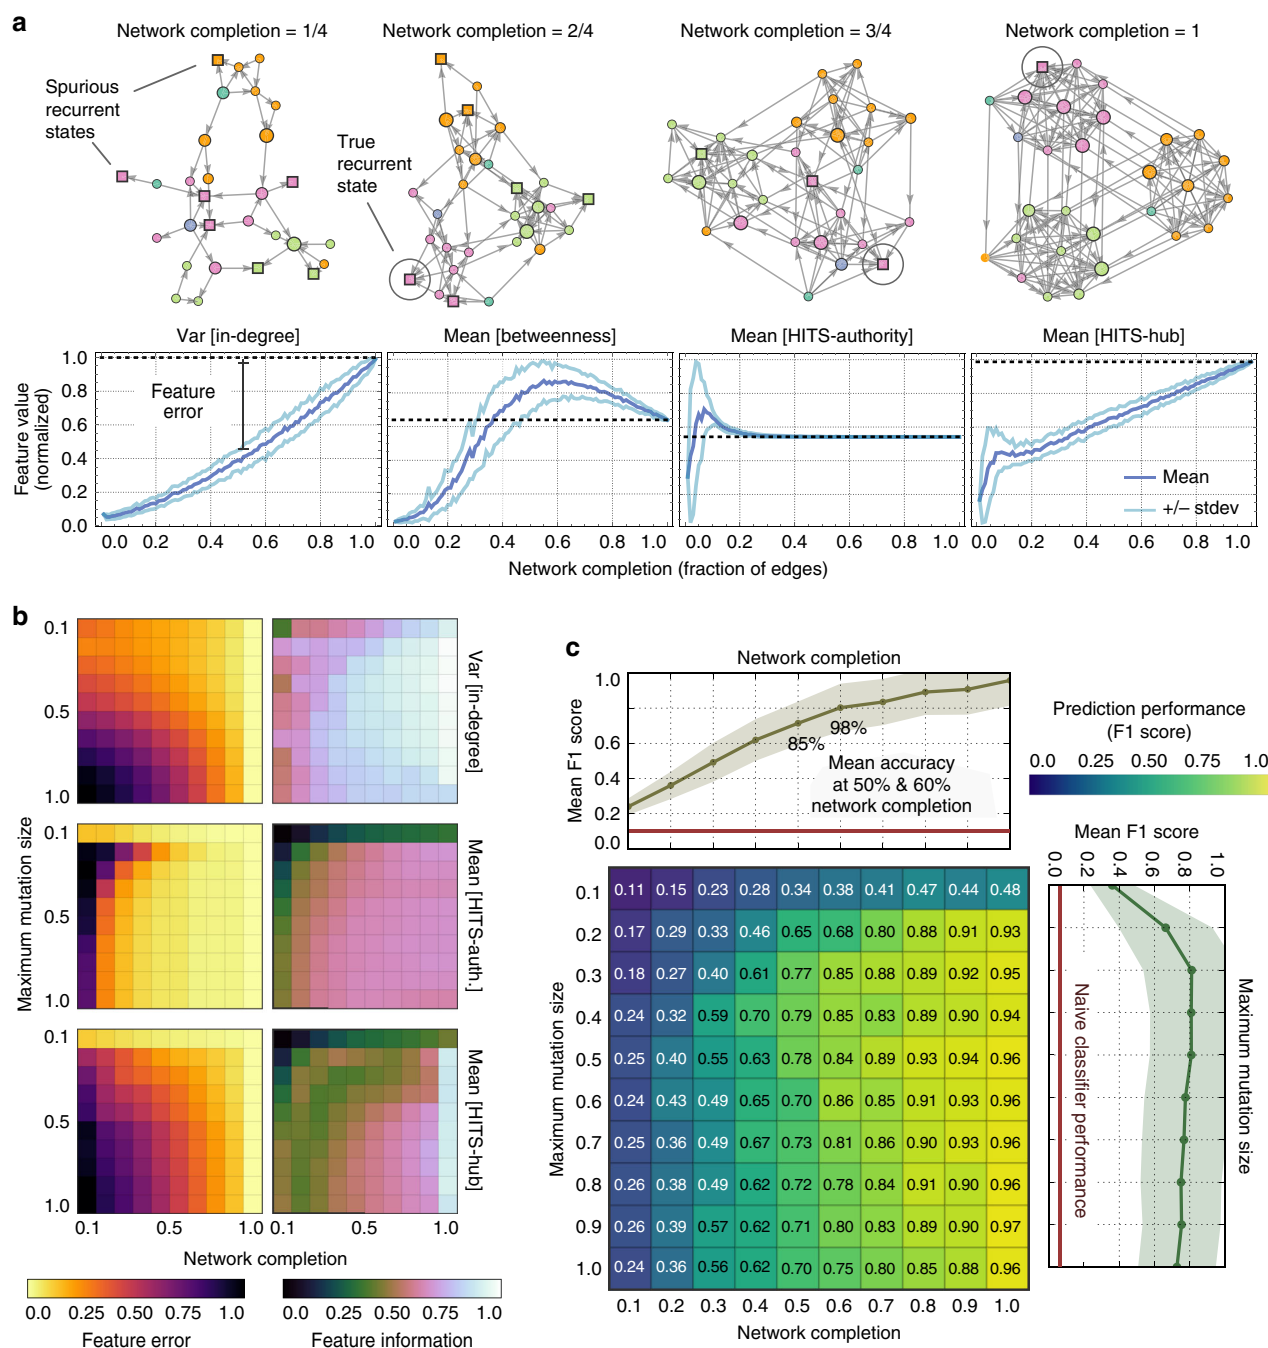 a
Network completion = 1/4
Network completion = 2/4
Network completion = 3/4
Network completion = 1
Spurious
recurrent
states
True
recurrent
state
Var [in-degree]
Mean [betweenness]
Mean [HITS-authority]
Mean [HITS-hub]
Feature value
(normalized)
1.0
0.8
0.6
0.4
0.2
0.0
Feature
error
Mean
+/− stdev
0.0 0.2 0.4 0.6 0.8 1.0
0.0 0.2 0.4 0.6 0.8 1.0
0.0 0.2 0.4 0.6 0.8 1.0
0.0 0.2 0.4 0.6 0.8 1.0
Network completion (fraction of edges)
b
Maximum mutation size
0.1
0.5
1.0
Var [in-degree]
0.1
0.5
1.0
Mean [HITS-auth.]
0.1
0.5
1.0
Mean [HITS-hub]
0.1 0.5 1.0
0.1 0.5 1.0
Network completion
0.0 0.25 0.50 0.75 1.0
Feature error
0.0 0.25 0.50 0.75 1.0
Feature information
c
Network completion
Mean F1 score
1.0
0.6
0.4
0.2
0.0
85%
98%
Mean accuracy
at 50% & 60%
network completion
Prediction performance
(F1 score)
0.0 0.25 0.50 0.75 1.0
Mean F1 score
0.0 0.2 0.4 0.6 0.8 1.0
Naive classifier performance
Maximum mutation size
Maximum mutation size
0.1 0.11 0.15 0.23 0.28 0.34 0.38 0.41 0.47 0.44 0.48
0.2 0.17 0.29 0.33 0.46 0.65 0.68 0.80 0.88 0.91 0.93
0.3 0.18 0.27 0.40 0.61 0.77 0.85 0.88 0.89 0.92 0.95
0.4 0.24 0.32 0.59 0.70 0.79 0.85 0.83 0.89 0.90 0.94
0.5 0.25 0.40 0.55 0.63 0.78 0.84 0.89 0.93 0.94 0.96
0.6 0.24 0.43 0.49 0.65 0.70 0.86 0.85 0.91 0.93 0.96
0.7 0.25 0.36 0.49 0.67 0.73 0.81 0.86 0.90 0.93 0.96
0.8 0.26 0.38 0.49 0.62 0.72 0.78 0.84 0.91 0.90 0.96
0.9 0.26 0.39 0.57 0.62 0.71 0.80 0.83 0.89 0.90 0.97
1.0 0.24 0.36 0.56 0.62 0.70 0.75 0.80 0.85 0.88 0.96
0.1 0.2 0.3 0.4 0.5 0.6 0.7 0.8 0.9 1.0
Network completion